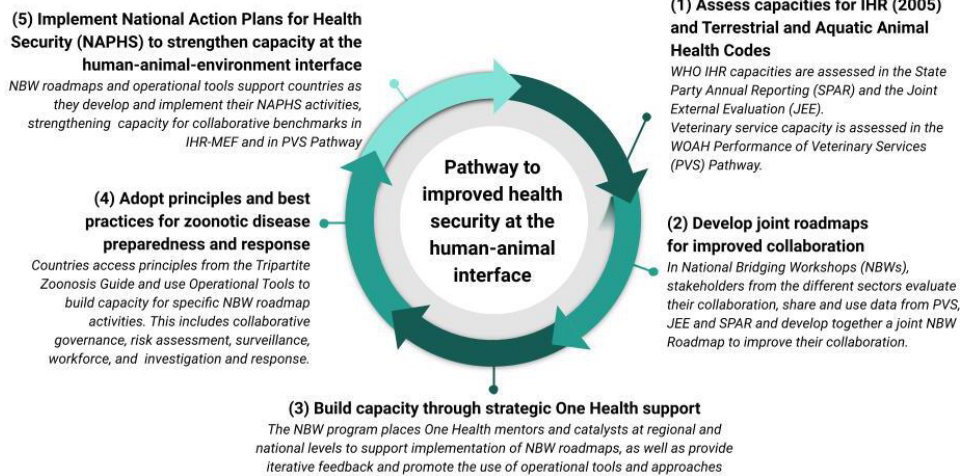 (1) Assess capacities for IHR (2005)
and Terrestrial and Aquatic Animal
Health Codes
WHO IHR capacities are assessed in the State
Party Annual Reporting (SPAR) and the Joint
External Evaluation (JEE).
Veterinary service capacity is assessed in the
WOAH Performance of Veterinary Services
(PVS) Pathway.
(2) Develop joint roadmaps
for improved collaboration
In National Bridging Workshops (NBWs),
stakeholders from the different sectors evaluate
their collaboration, share and use data from PVS,
JEE and SPAR and develop together a joint NBW
Roadmap to improve their collaboration.
(3) Build capacity through strategic One Health support
The NBW program places One Health mentors and catalysts at regional and
national levels to support implementation of NBW roadmaps, as well as provide
iterative feedback and promote the use of operational tools and approaches
(4) Adopt principles and best
practices for zoonotic disease
preparedness and response
Countries access principles from the Tripartite
Zoonosis Guide and use Operational Tools to
build capacity for specific NBW roadmap
activities. This includes collaborative
governance, risk assessment, surveillance,
workforce, and investigation and response.
(5) Implement National Action Plans for Health
Security (NAPHS) to strengthen capacity at the
human-animal-environment interface
NBW roadmaps and operational tools support countries as
they develop and implement their NAPHS activities,
strengthening capacity for collaborative benchmarks in
IHR-MEF and in PVS Pathway
Pathway to
improved health
security at the
human-animal
interface